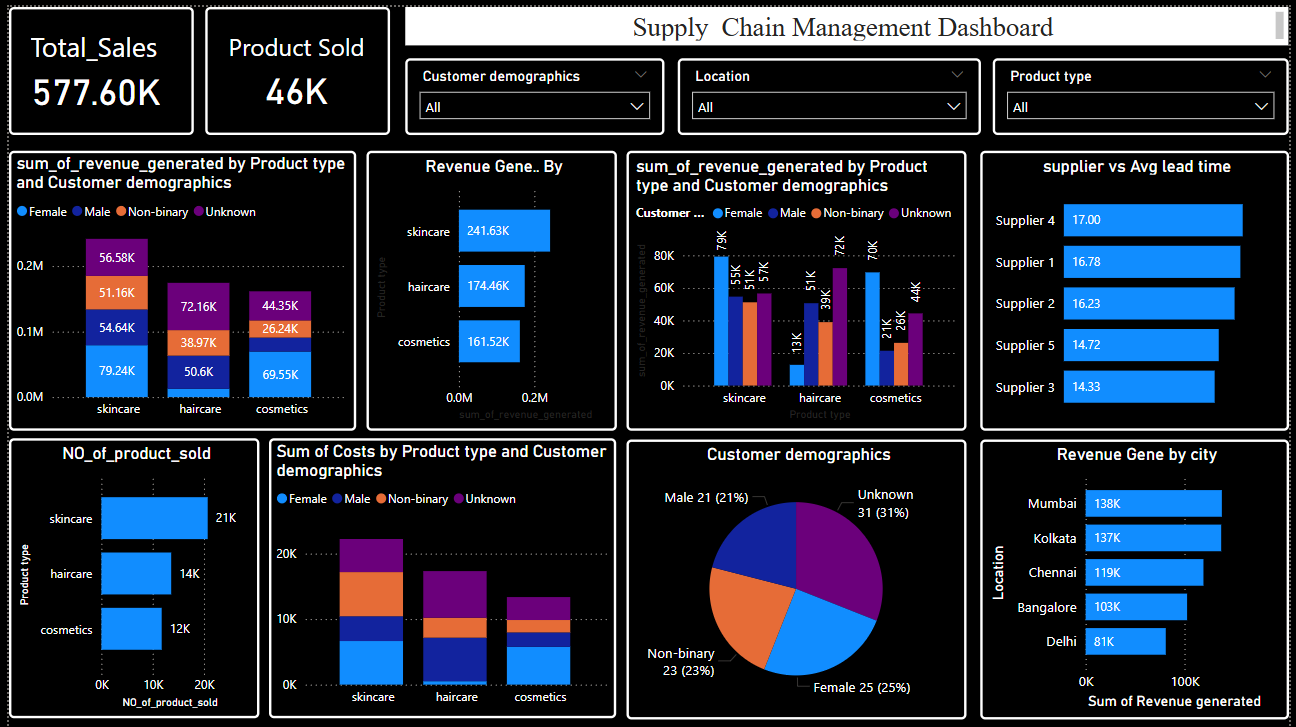 Total_Sales
577.60K
Product Sold
46K
Supply  Chain Management Dashboard
Customer demographics
All
Location
All
Product type
All
sum_of_revenue_generated by Product type
and Customer demographics
Female Male Non-binary Unknown
0.2M
0.1M
0.0M
56.58K
51.16K
54.64K
79.24K
72.16K
38.97K
50.6K
44.35K
26.24K
69.55K
skincare haircare cosmetics
Revenue Gene.. By
Product type
skincare 241.63K
haircare 174.46K
cosmetics 161.52K
0.0M 0.2M
sum_of_revenue_generated
sum_of_revenue_generated by Product
type and Customer demographics
Customer ... Female Male Non-binary Unknown
sum_of_revenue_generated
80K
60K
40K
20K
0K
79K 55K 51K 57K
13K 51K 39K 72K
70K 21K 26K 44K
skincare haircare cosmetics
Product type
supplier vs Avg lead time
Supplier 4 17.00
Supplier 1 16.78
Supplier 2 16.23
Supplier 5 14.72
Supplier 3 14.33
NO_of_product_sold
Product type
skincare 21K
haircare 14K
cosmetics 12K
0K 10K 20K
NO_of_product_sold
Sum of Costs by Product type and Customer
demographics
Female Male Non-binary Unknown
20K
10K
0K
skincare haircare cosmetics
Customer demographics
Male 21 (21%)
Unknown
31 (31%)
Non-binary
23 (23%)
Female 25 (25%)
Revenue Gene by city
Location
Mumbai 138K
Kolkata 137K
Chennai 119K
Bangalore 103K
Delhi 81K
0K 100K
Sum of Revenue generated